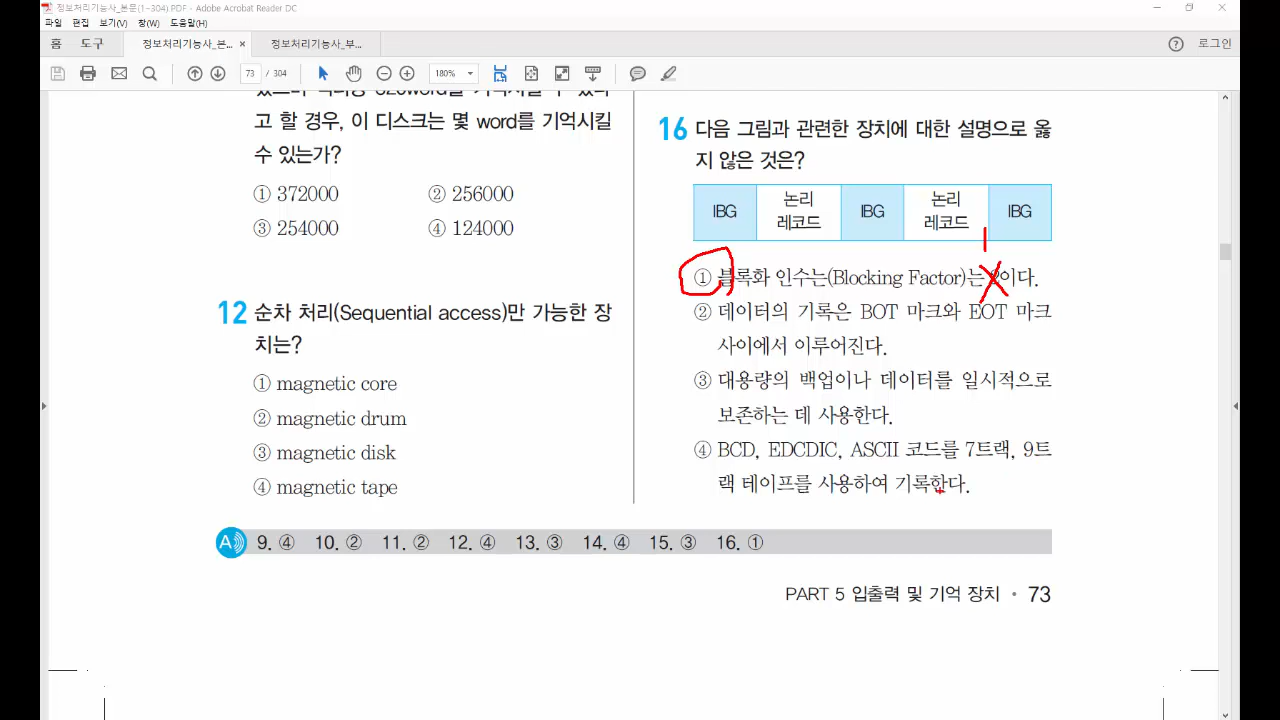 정보처리기능사_본문(1~304).PDF - Adobe Acrobat Reader DC
파일 편집 보기(V) 창(W) 도움말(H)
홈 도구 정보처리기능사_본... × 정보처리기능사_부... 로그인
73 / 304 180%
고 할 경우, 이 디스크는 몇 word를 기억시킬
수 있는가?
① 372000 ② 256000
③ 254000 ④ 124000
12 순차 처리(Sequential access)만 가능한 장
치는?
① magnetic core
② magnetic drum
③ magnetic disk
④ magnetic tape
16 다음 그림과 관련한 장치에 대한 설명으로 옳
지 않은 것은?
IBG 논리 레코드 IBG 논리 레코드 IBG
1
① 블록화 인수는(Blocking Factor)는 이다.
② 데이터의 기록은 BOT 마크와 EOT 마크
사이에서 이루어진다.
③ 대용량의 백업이나 데이터를 일시적으로
보존하는 데 사용한다.
④ BCD, EDCDIC, ASCII 코드를 7트랙, 9트
랙 테이프를 사용하여 기록한다.
A 9. ④ 10. ② 11. ② 12. ④ 13. ③ 14. ④ 15. ③ 16. ①
PART 5 입출력 및 기억 장치 • 73